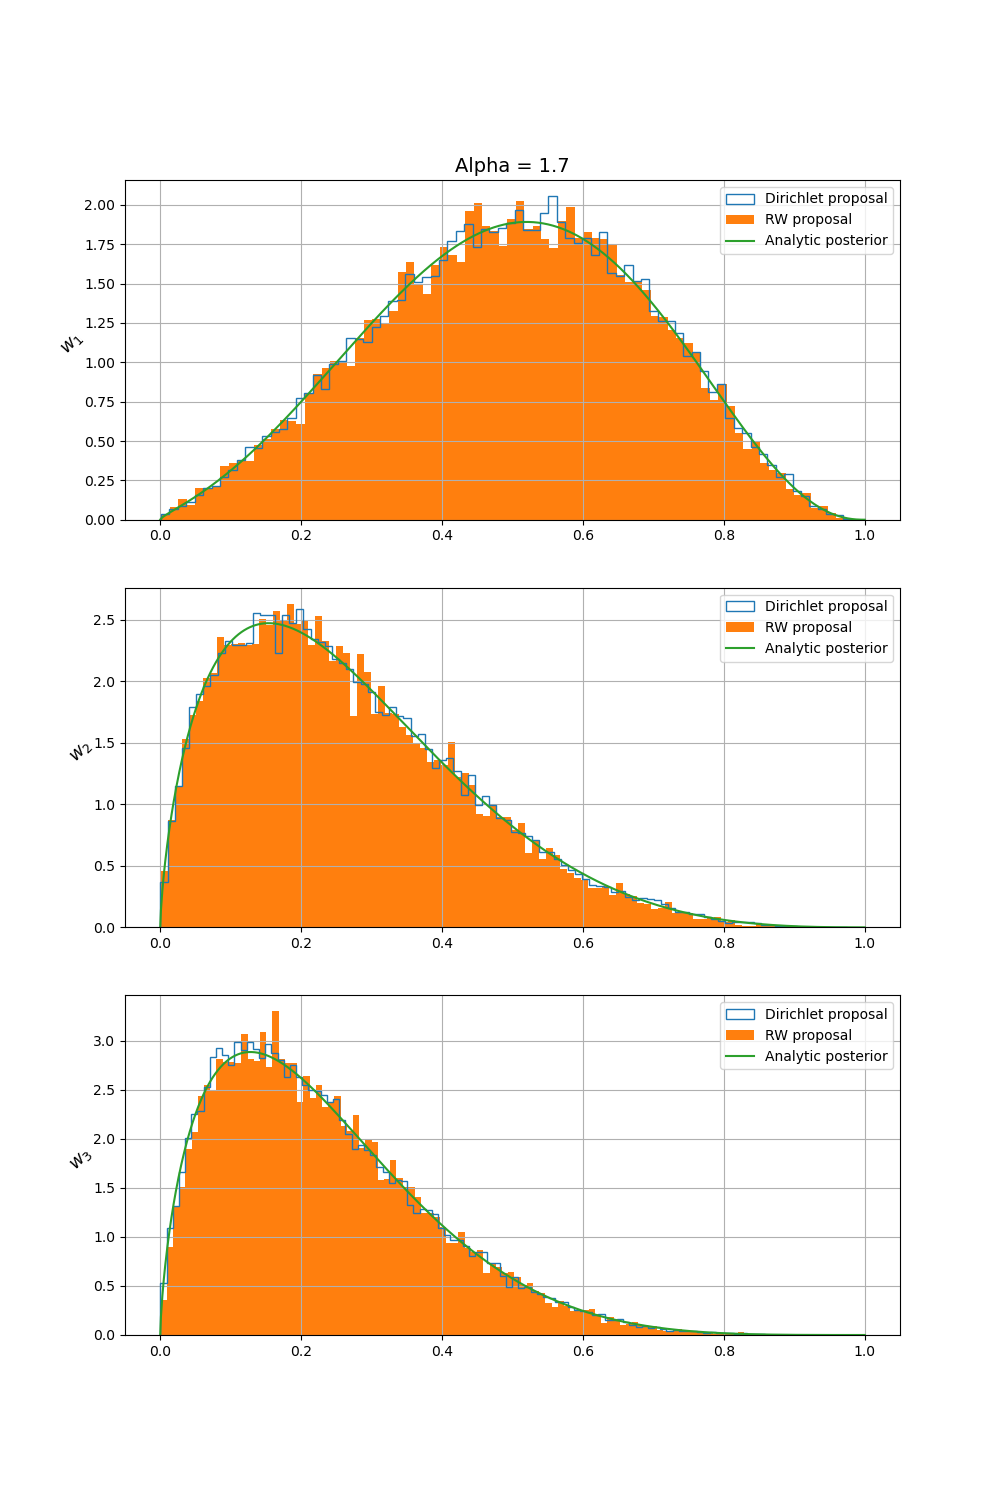 Alpha = 1.7
Dirichlet proposal
RW proposal
Analytic posterior
w₁
2.00
1.75
1.50
1.25
1.00
0.75
0.50
0.25
0.00
0.0 0.2 0.4 0.6 0.8 1.0
Dirichlet proposal
RW proposal
Analytic posterior
w₂
2.5
2.0
1.5
1.0
0.5
0.0
0.0 0.2 0.4 0.6 0.8 1.0
Dirichlet proposal
RW proposal
Analytic posterior
w₃
3.0
2.5
2.0
1.5
1.0
0.5
0.0
0.0 0.2 0.4 0.6 0.8 1.0